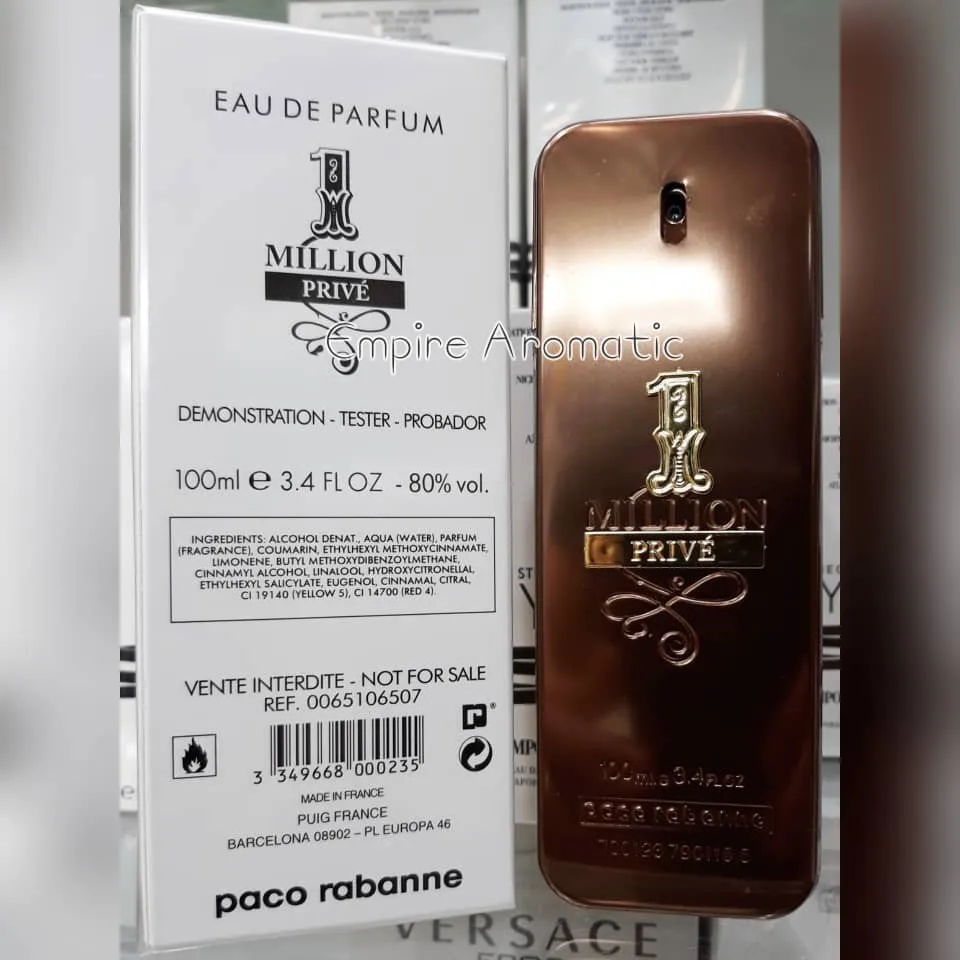 EAU DE PARFUM
1
MILLION
PRIVÉ
Empire Aromatic
DEMONSTRATION - TESTER - PROBADOR
100ml e 3.4 FL OZ - 80% vol.
INGREDIENTS: ALCOHOL DENAT., AQUA (WATER), PARFUM
(FRAGRANCE), COUMARIN, ETHYLHEXYL METHOXYCINNAMATE,
LIMONENE, BUTYL METHOXYDIBENZOYLMETHANE,
CINNAMYL ALCOHOL, LINALOOL, HYDROXYCITRONELLAL,
ETHYLHEXYL SALICYLATE, EUGENOL, CINNAMAL, CITRAL,
CI 19140 (YELLOW 5), CI 14700 (RED 4).
VENTE INTERDITE - NOT FOR SALE
REF. 0065106507
3 349668 000235
MADE IN FRANCE
PUIG FRANCE
BARCELONA 08902 – PL EUROPA 46
paco rabanne
1
MILLION
PRIVÉ
100ml e 3.4fl oz
paco rabanne
VERSACE